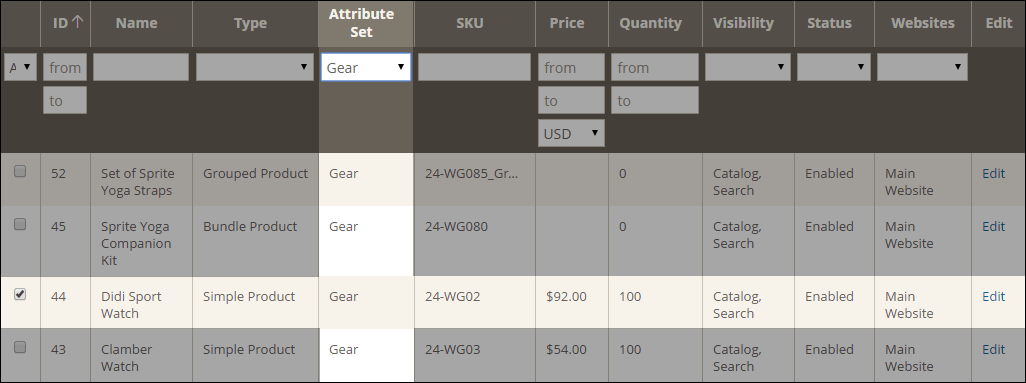 ID↑ Name Type Attribute Set SKU Price Quantity Visibility Status Websites Edit
A from Gear from from
to to to
USD
52 Set of Sprite Yoga Straps Grouped Product Gear 24-WG085_Gr... 0 Catalog, Search Enabled Main Website Edit
45 Sprite Yoga Companion Kit Bundle Product Gear 24-WG080 0 Catalog, Search Enabled Main Website Edit
44 Didi Sport Watch Simple Product Gear 24-WG02 $92.00 100 Catalog, Search Enabled Main Website Edit
43 Clamber Watch Simple Product Gear 24-WG03 $54.00 100 Catalog, Search Enabled Main Website Edit